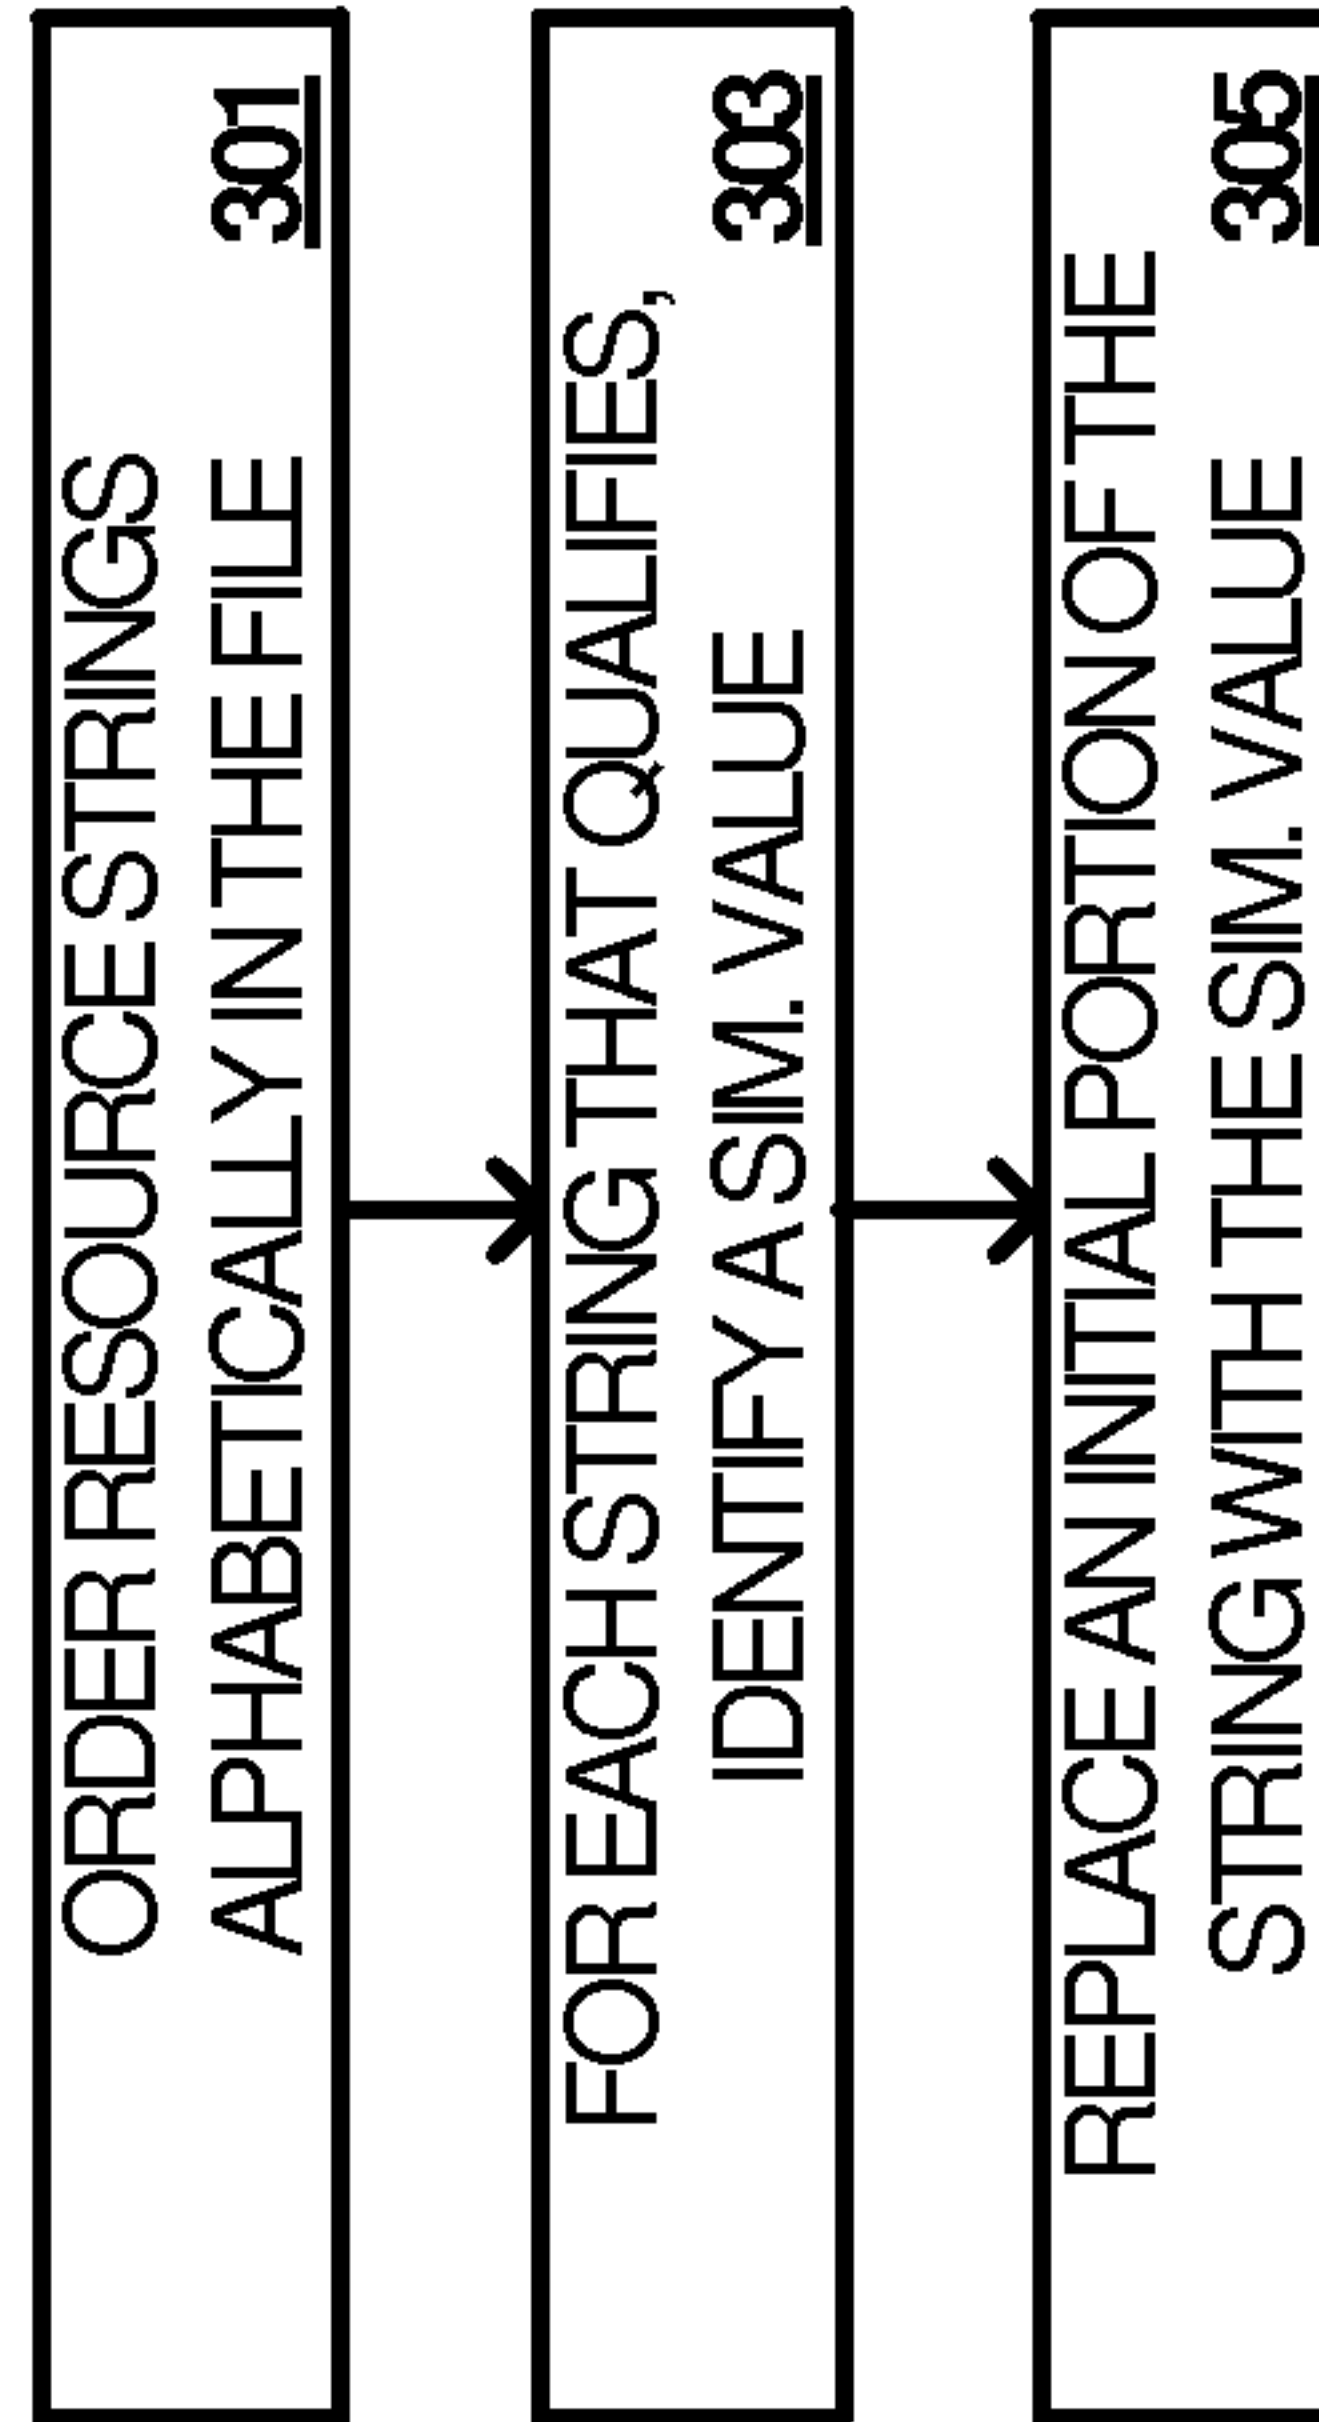 ORDER RESOURCE STRINGS
ALPHABETICALLY IN THE FILE
301
FOR EACH STRING THAT QUALIFIES,
IDENTIFY A SIM. VALUE
303
REPLACE AN INITIAL PORTION OF THE
STRING WITH THE SIM. VALUE
305